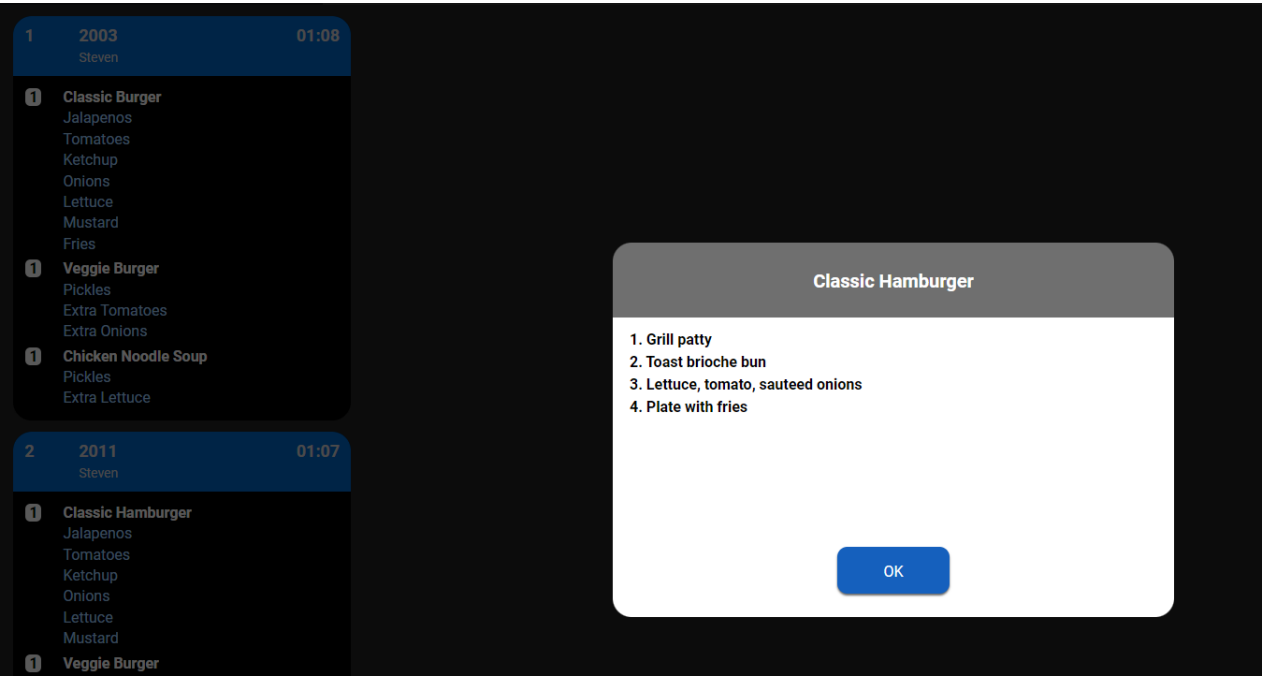 1 2003 01:08
Steven
1 Classic Burger
Jalapenos
Tomatoes
Ketchup
Onions
Lettuce
Mustard
Fries
1 Veggie Burger
Pickles
Extra Tomatoes
Extra Onions
1 Chicken Noodle Soup
Pickles
Extra Lettuce
2 2011 01:07
Steven
1 Classic Hamburger
Jalapenos
Tomatoes
Ketchup
Onions
Lettuce
Mustard
1 Veggie Burger
Classic Hamburger
1. Grill patty
2. Toast brioche bun
3. Lettuce, tomato, sauteed onions
4. Plate with fries
OK